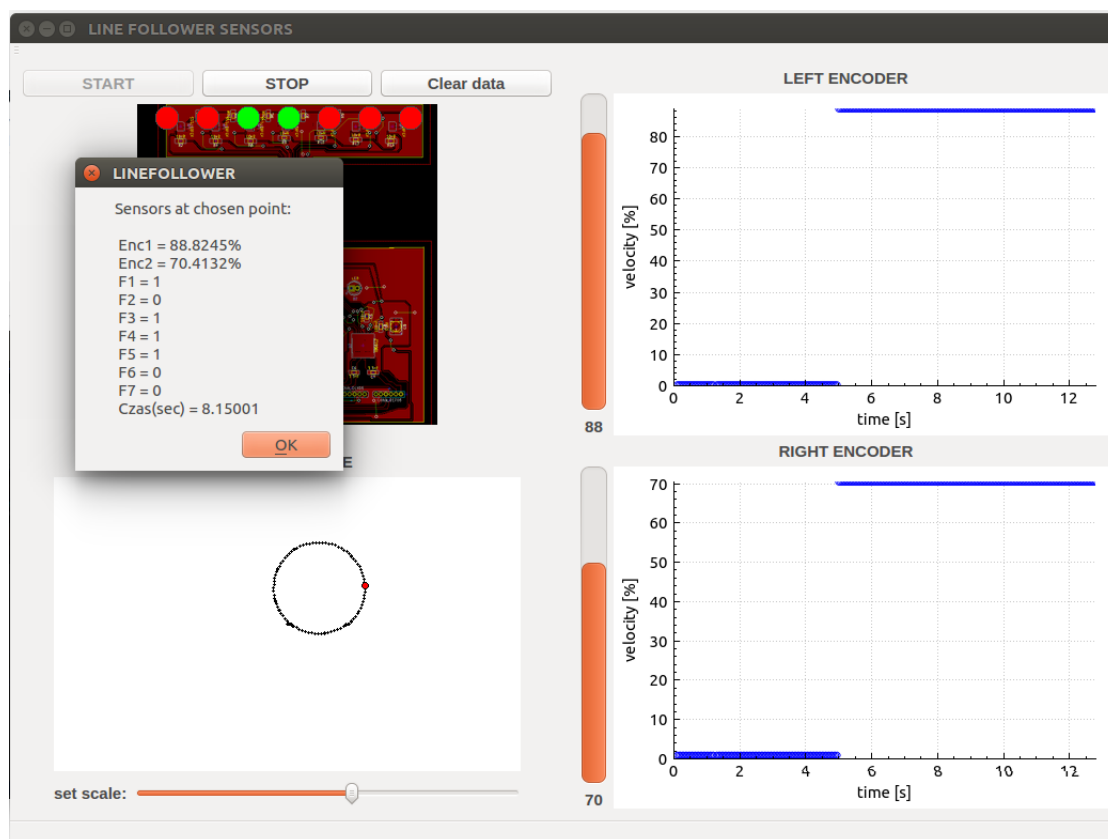 LINE FOLLOWER SENSORS
START
STOP
Clear data
LINEFOLLOWER
Sensors at chosen point:
Enc1 = 88.8245%
Enc2 = 70.4132%
F1 = 1
F2 = 0
F3 = 1
F4 = 1
F5 = 1
F6 = 0
F7 = 0
Czas(sec) = 8.15001
OK
E
set scale:
LEFT ENCODER
88
velocity [%]
80
70
60
50
40
30
20
10
0
0 2 4 6 8 10 12
time [s]
RIGHT ENCODER
70
velocity [%]
70
60
50
40
30
20
10
0
0 2 4 6 8 10 12
time [s]